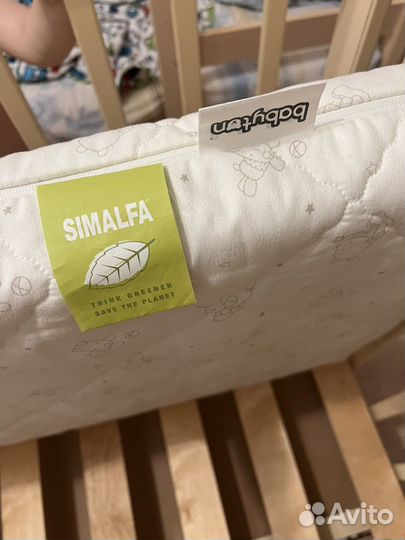 babyton
SIMALFA®
THINK GREENER
SAVE THE PLANET
Avito